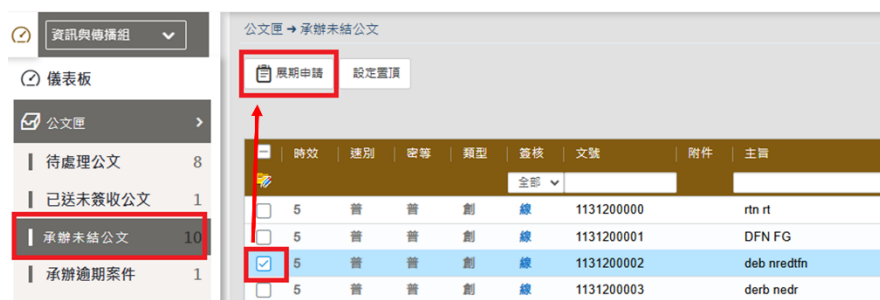 資訊與傳播組
儀表板
公文匣
待處理公文 8
已送未簽收公文 1
承辦未結公文 10
承辦逾期案件 1
公文匣 ➔ 承辦未結公文
展期申請 設定置頂
時效 速別 密等 類型 簽核 文號 附件 主旨
全部
5 普 普 創 線 1131200000 rtn rt
5 普 普 創 線 1131200001 DFN FG
5 普 普 創 線 1131200002 deb nredtfn
5 普 普 創 線 1131200003 derb nedr